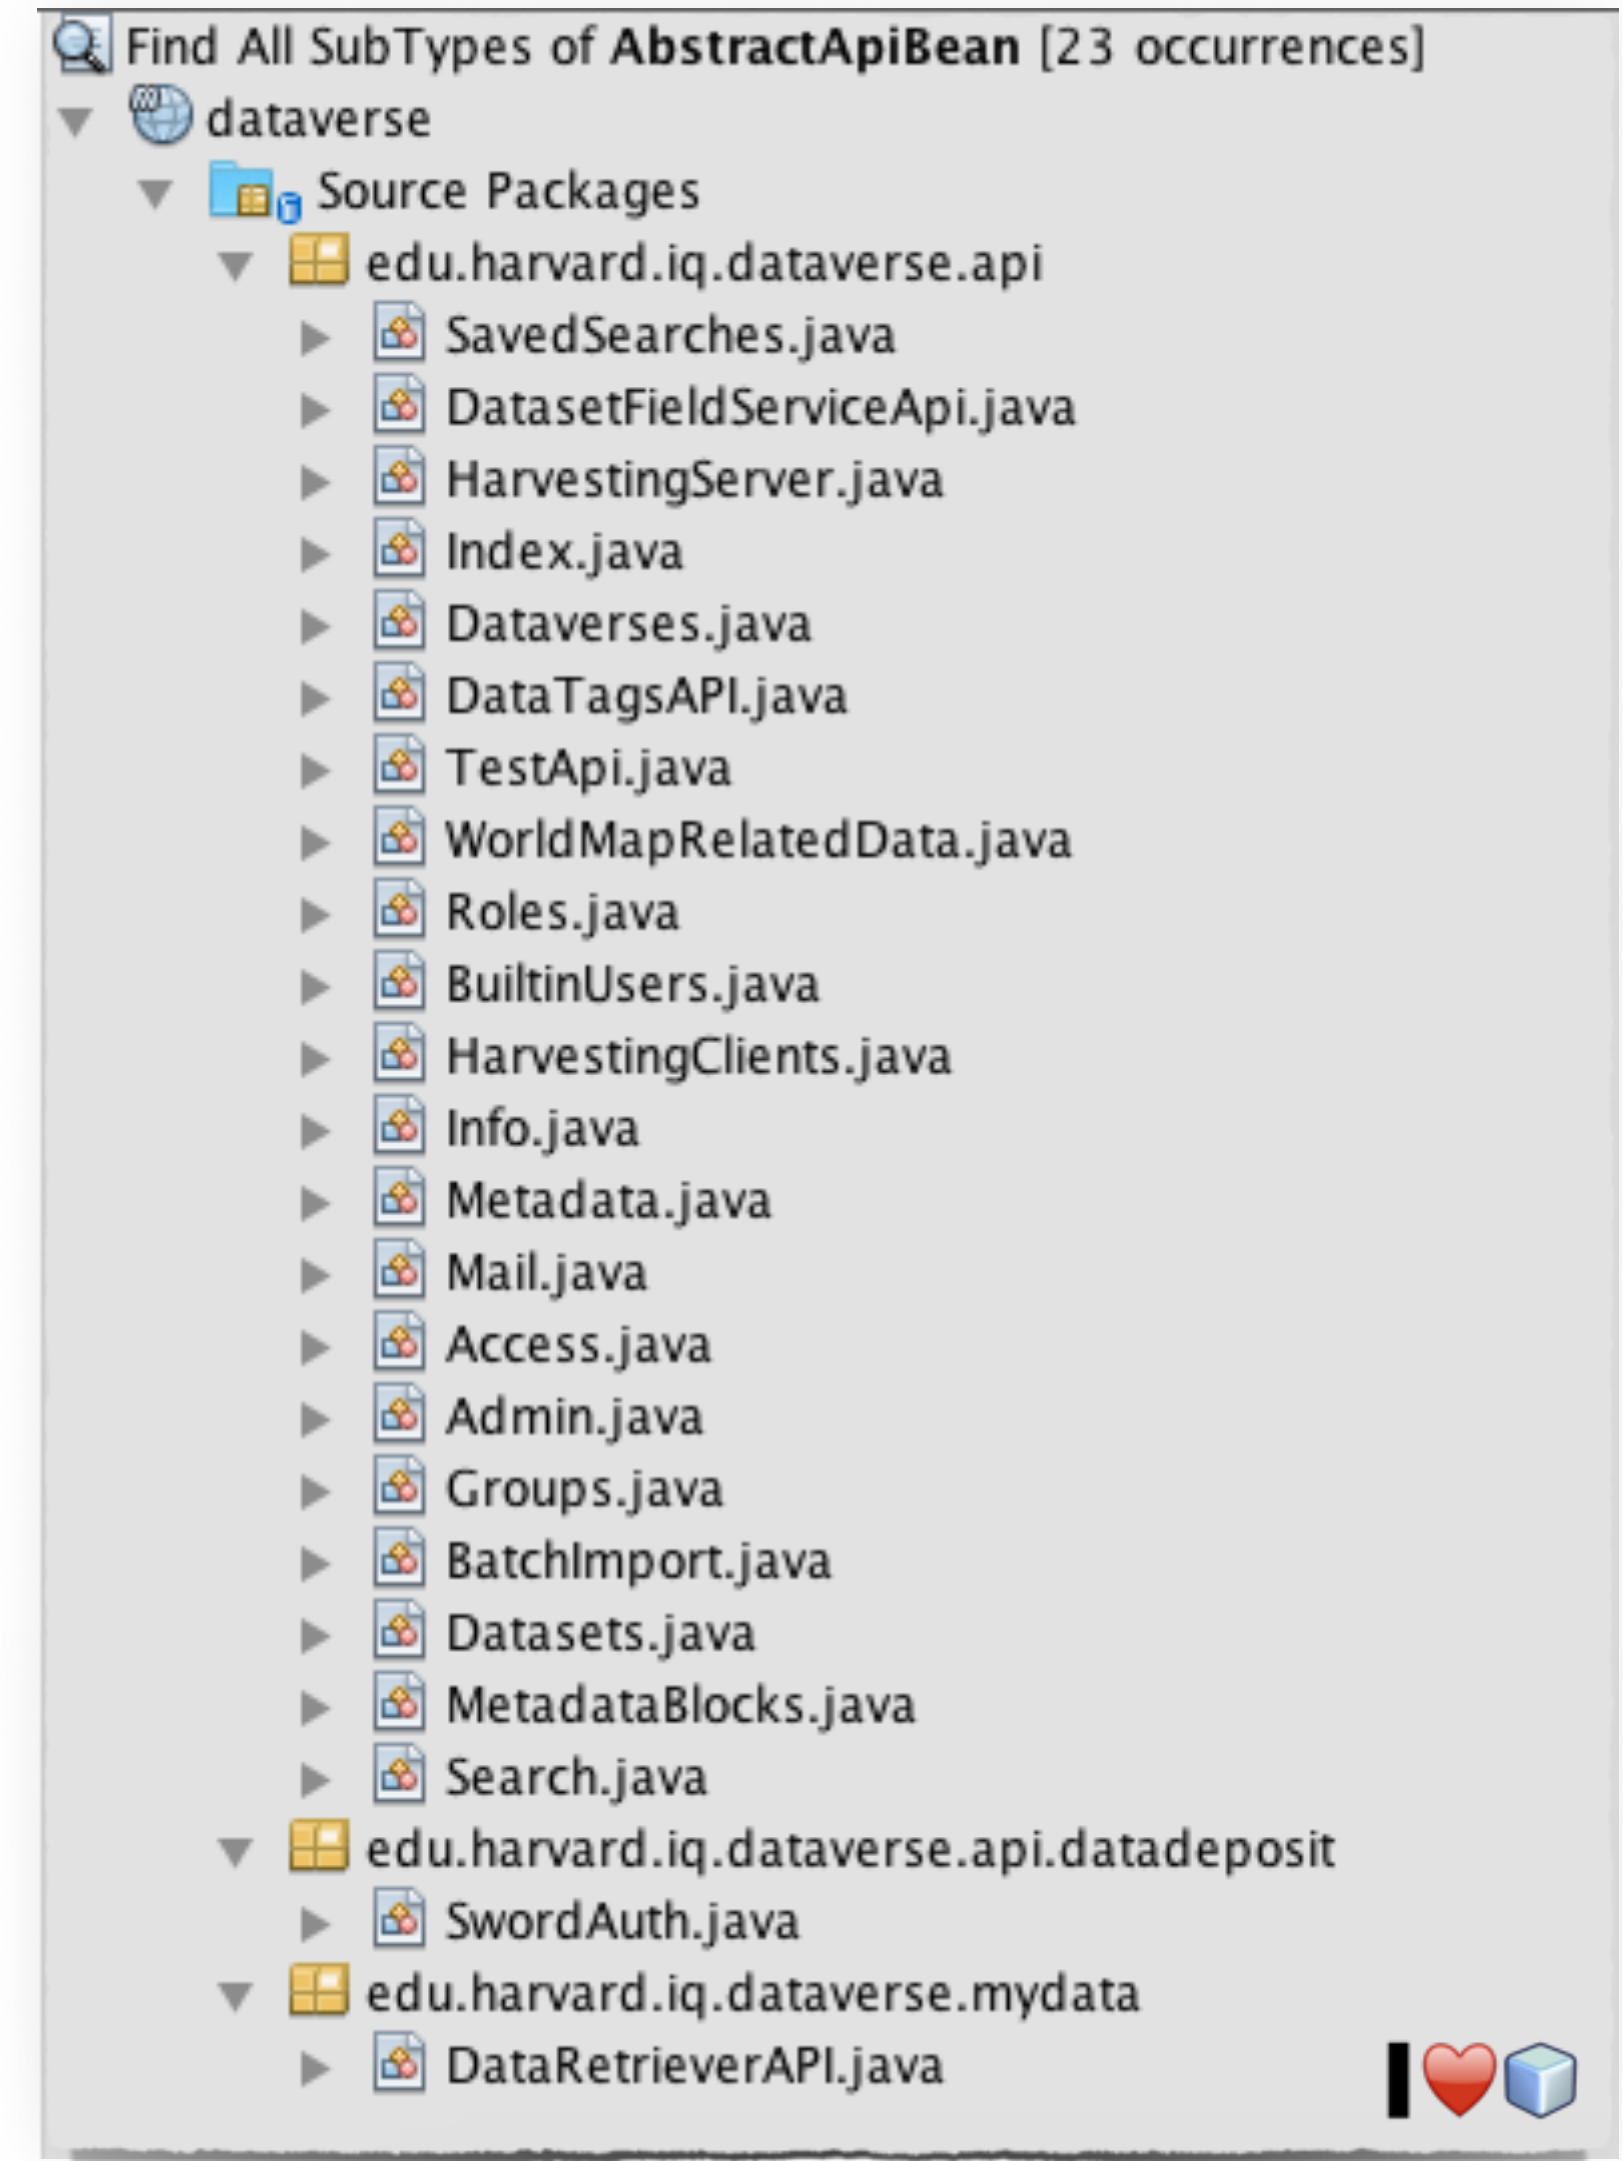 Find All SubTypes of AbstractApiBean [23 occurrences]
dataverse
Source Packages
edu.harvard.iq.dataverse.api
SavedSearches.java
DatasetFieldServiceApi.java
HarvestingServer.java
Index.java
Dataverses.java
DataTagsAPI.java
TestApi.java
WorldMapRelatedData.java
Roles.java
BuiltinUsers.java
HarvestingClients.java
Info.java
Metadata.java
Mail.java
Access.java
Admin.java
Groups.java
BatchImport.java
Datasets.java
MetadataBlocks.java
Search.java
edu.harvard.iq.dataverse.api.datadeposit
SwordAuth.java
edu.harvard.iq.dataverse.mydata
DataRetrieverAPI.java
I